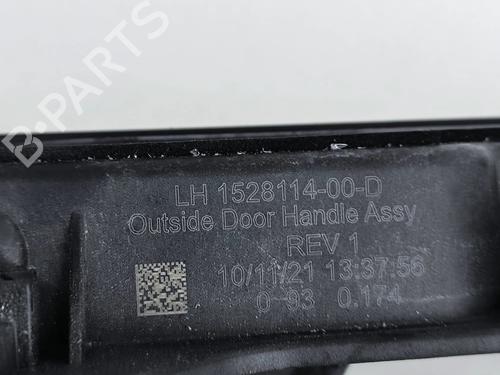 B-PARTS
LH 1528114-00-D
Outside Door Handle Assy
REV 1
10/11/21 13:37:56
0 93 0.174